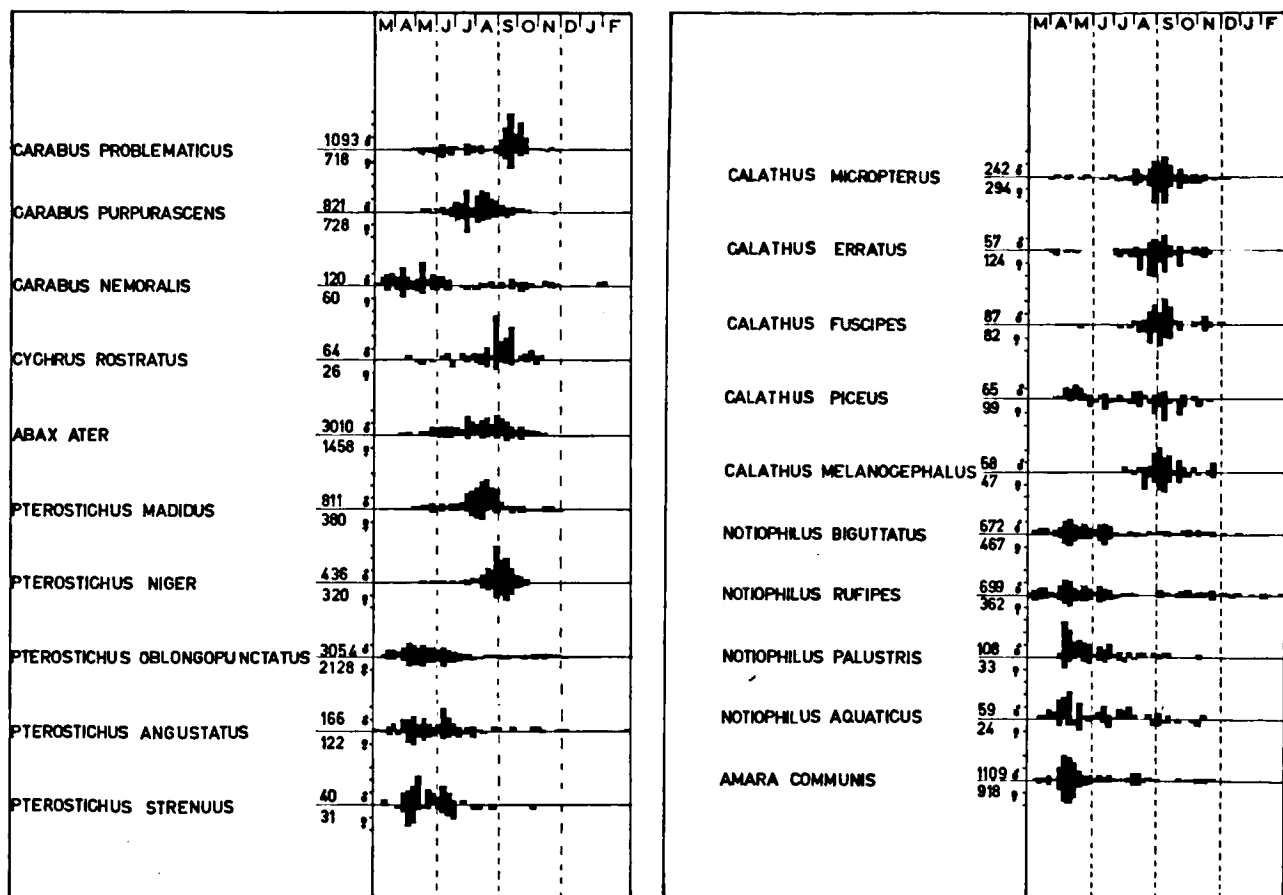 M A M J J A S O N D J F
CARABUS PROBLEMATICUS 1093 ♂
718 ♀
CARABUS PURPURASCENS 821 ♂
728 ♀
CARABUS NEMORALIS 120 ♂
60 ♀
CYCHRUS ROSTRATUS 64 ♂
26 ♀
ABAX ATER 3010 ♂
1458 ♀
PTEROSTICHUS MADIDUS 811 ♂
380 ♀
PTEROSTICHUS NIGER 436 ♂
320 ♀
PTEROSTICHUS OBLONGOPUNCTATUS 3054 ♂
2128 ♀
PTEROSTICHUS ANGUSTATUS 166 ♂
122 ♀
PTEROSTICHUS STRENUUS 40 ♂
31 ♀
M A M J J A S O N D J F
CALATHUS MICROPTERUS 242 ♂
294 ♀
CALATHUS ERRATUS 57 ♂
124 ♀
CALATHUS FUSCIPES 87 ♂
82 ♀
CALATHUS PICEUS 65 ♂
99 ♀
CALATHUS MELANOCEPHALUS 58 ♂
47 ♀
NOTIOPHILUS BIGUTTATUS 672 ♂
467 ♀
NOTIOPHILUS RUFIPES 699 ♂
362 ♀
NOTIOPHILUS PALUSTRIS 108 ♂
33 ♀
NOTIOPHILUS AQUATICUS 59 ♂
24 ♀
AMARA COMMUNIS 1109 ♂
918 ♀